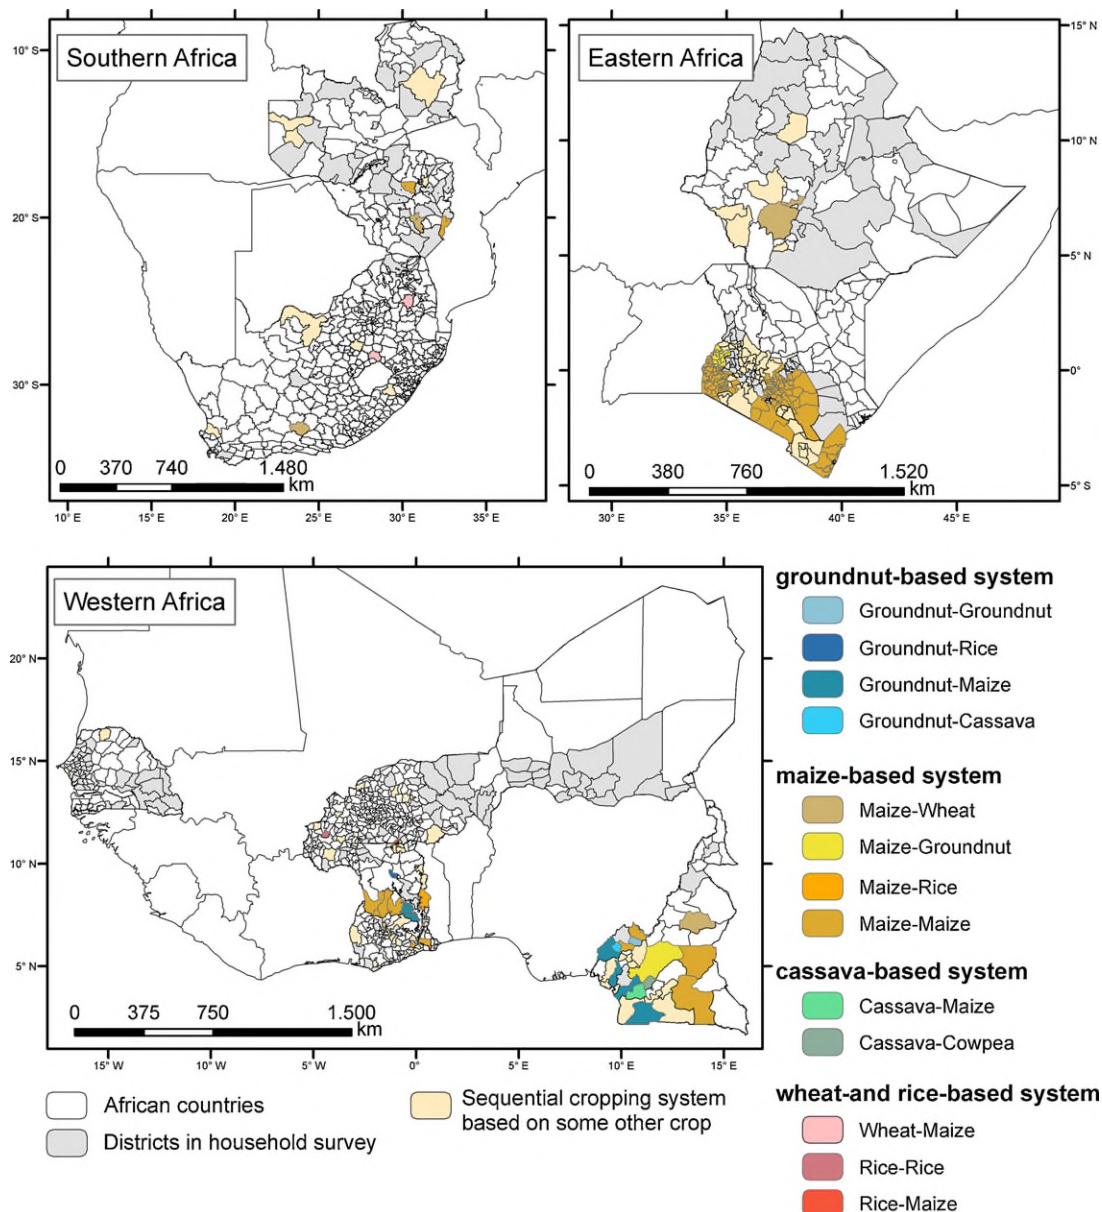 Southern Africa
10° S
20° S
30° S
0 370 740 1.480
km
10° E 15° E 20° E 25° E 30° E 35° E
Eastern Africa
15° N
10° N
5° N
0°
5° S
0 380 760 1.520
km
30° E 35° E 40° E 45° E
Western Africa
20° N
15° N
10° N
5° N
0 375 750 1.500
km
15° W 10° W 5° W 0° 5° E 10° E 15° E
groundnut-based system
Groundnut-Groundnut
Groundnut-Rice
Groundnut-Maize
Groundnut-Cassava
maize-based system
Maize-Wheat
Maize-Groundnut
Maize-Rice
Maize-Maize
cassava-based system
Cassava-Maize
Cassava-Cowpea
wheat-and rice-based system
Wheat-Maize
Rice-Rice
Rice-Maize
African countries
Districts in household survey
Sequential cropping system
based on some other crop